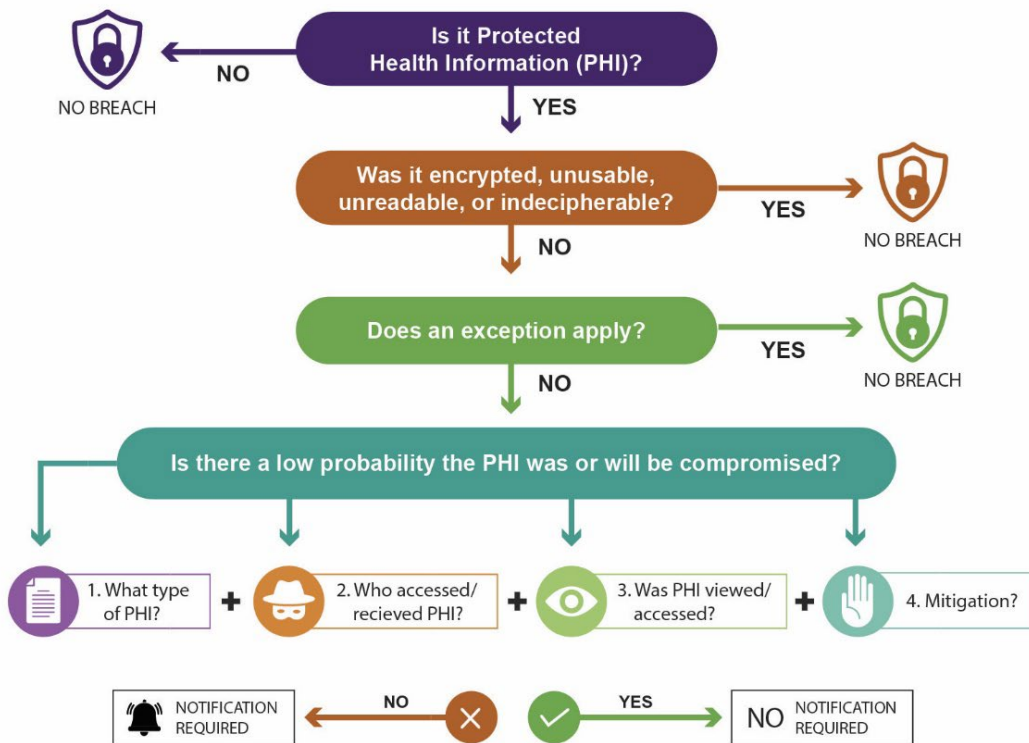 Is it Protected
Health Information (PHI)?
NO
NO BREACH
YES
Was it encrypted, unusable,
unreadable, or indecipherable?
YES
NO BREACH
NO
Does an exception apply?
YES
NO BREACH
NO
Is there a low probability the PHI was or will be compromised?
1. What type
of PHI?
+
2. Who accessed/
recieved PHI?
+
3. Was PHI viewed/
accessed?
+
4. Mitigation?
NOTIFICATION
REQUIRED
NO
YES
NO NOTIFICATION
REQUIRED